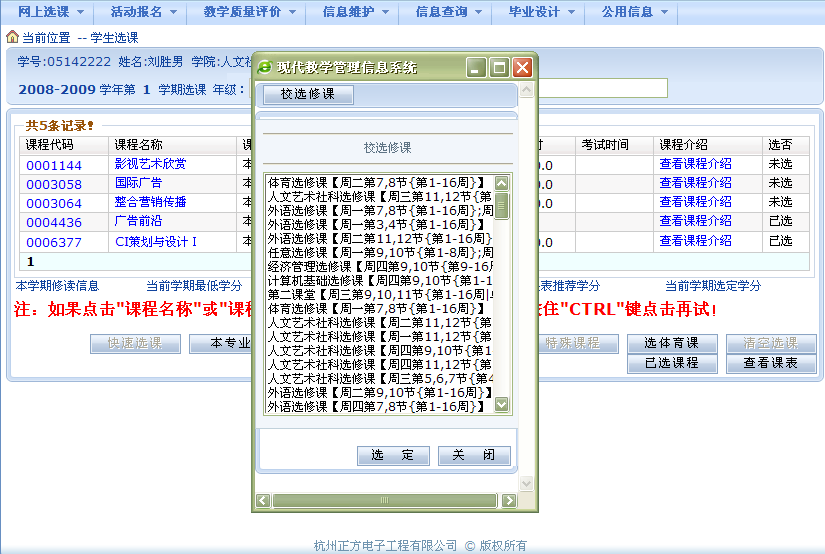 网上选课 活动报名 教学质量评价 信息维护 信息查询 毕业设计 公用信息
当前位置 -- 学生选课
学号:05142222 姓名:刘胜男 学院:人文社
2008-2009 学年第 1 学期选课 年级:
共5条记录!
课程代码 课程名称 考试时间 课程介绍 选否
0001144 影视艺术欣赏 本 0.0 查看课程介绍 未选
0003058 国际广告 本 查看课程介绍 未选
0003064 整合营销传播 本 0.0 查看课程介绍 未选
0004436 广告前沿 本 查看课程介绍 已选
0006377 CI策划与设计Ⅰ 本 0.0 查看课程介绍 已选
1
本学期修读信息 当前学期最低学分 表推荐学分 当前学期选定学分
注: 如果点击"课程名称"或"课程 住"CTRL"键点击再试!
快速选课 本专业 特殊课程 选体育课 清空选课
已选课程 查看课表
现代教学管理信息系统
校选修课
校选修课
体育选修课【周二第7,8节{第1-16周}】
人文艺术社科选修课【周三第11,12节{第
外语选修课【周一第7,8节{第1-16周};周
外语选修课【周一第3,4节{第1-16周}】
外语选修课【周二第11,12节{第1-16周}
任意选修课【周一第9,10节{第1-8周};周
经济管理选修课【周四第9,10节{第9-16周
计算机基础选修课【周四第9,10节{第1-1
第二课堂【周三第9,10,11节{第1-16周|单
体育选修课【周一第7,8节{第1-16周}】
人文艺术社科选修课【周二第11,12节{第
人文艺术社科选修课【周一第11,12节{第
人文艺术社科选修课【周四第9,10节{第1
人文艺术社科选修课【周四第11,12节{第
人文艺术社科选修课【周三第5,6,7节{第4
外语选修课【周二第9,10节{第1-16周}】
外语选修课【周四第7,8节{第1-16周}】
选 定 关 闭
杭州正方电子工程有限公司 © 版权所有